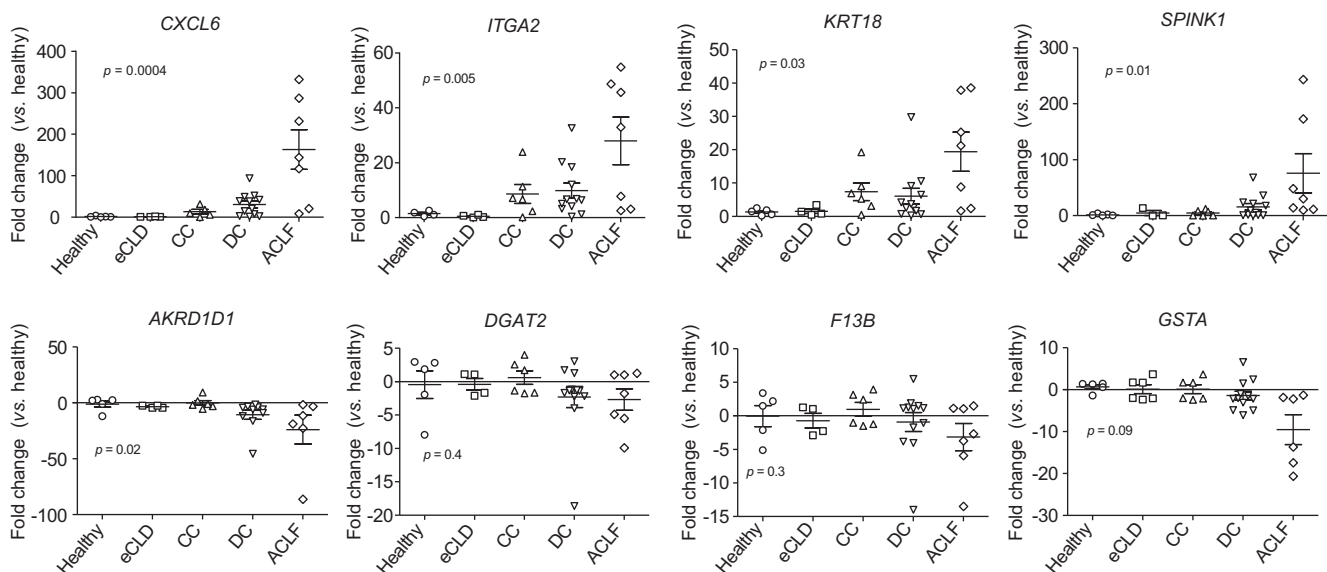 CXCL6
Fold change (vs. healthy)
400
300
200
100
0
p = 0.0004
Healthy
eCLD
CC
DC
ACLF
ITGA2
Fold change (vs. healthy)
60
40
20
0
p = 0.005
Healthy
eCLD
CC
DC
ACLF
KRT18
Fold change (vs. healthy)
50
40
30
20
10
0
p = 0.03
Healthy
eCLD
CC
DC
ACLF
SPINK1
Fold change (vs. healthy)
300
200
100
0
p = 0.01
Healthy
eCLD
CC
DC
ACLF
AKRD1D1
Fold change (vs. healthy)
50
0
-50
-100
p = 0.02
Healthy
eCLD
CC
DC
ACLF
DGAT2
Fold change (vs. healthy)
5
0
-5
-10
-15
-20
p = 0.4
Healthy
eCLD
CC
DC
ACLF
F13B
Fold change (vs. healthy)
10
5
0
-5
-10
-15
p = 0.3
Healthy
eCLD
CC
DC
ACLF
GSTA
Fold change (vs. healthy)
10
0
-10
-20
-30
p = 0.09
Healthy
eCLD
CC
DC
ACLF